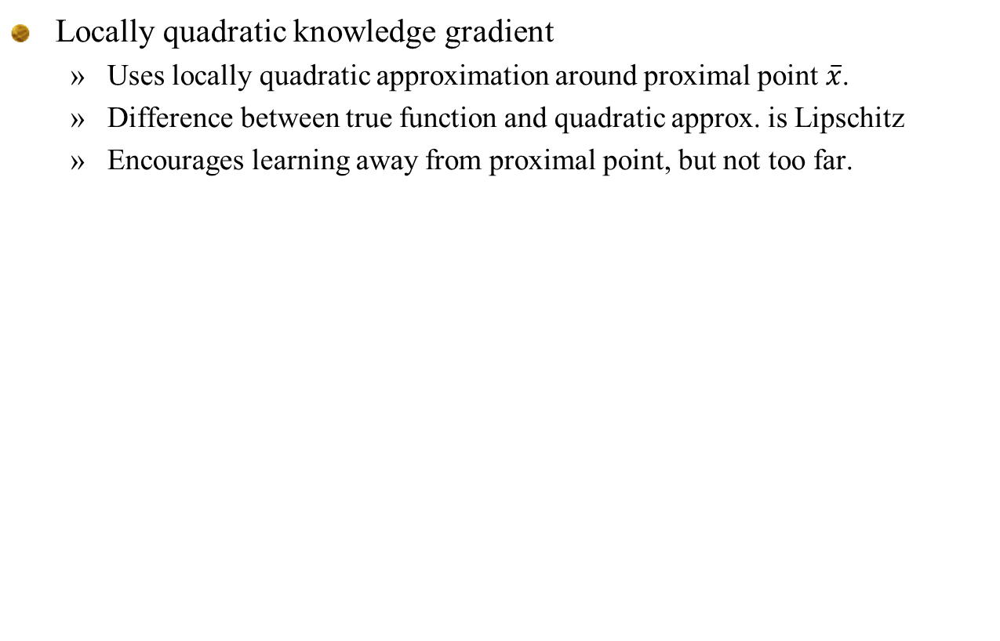 Locally quadratic knowledge gradient
» Uses locally quadratic approximation around proximal point x̄.
» Difference between true function and quadratic approx. is Lipschitz
» Encourages learning away from proximal point, but not too far.